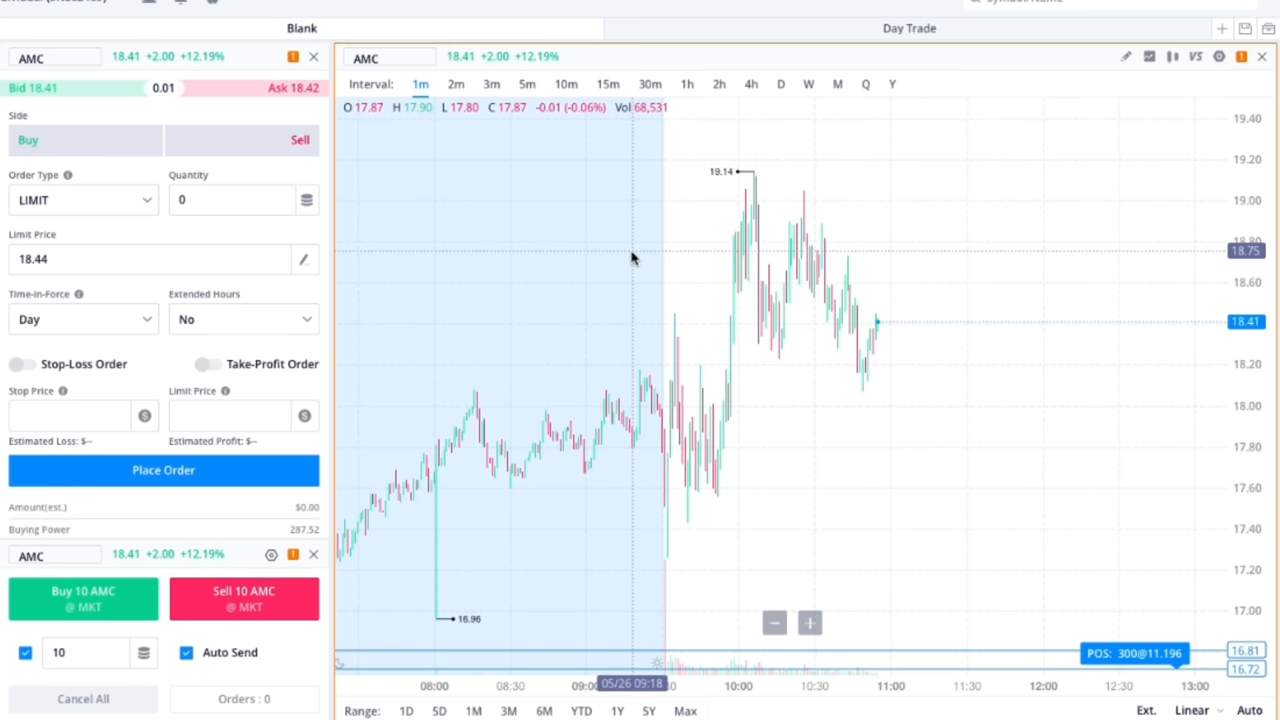 Blank
Day Trade
AMC 18.41 +2.00 +12.19% 1
Bid 18.41 0.01 Ask 18.42
Side
Buy Sell
Order Type Quantity
LIMIT 0
Limit Price
18.44
Time-in-Force Extended Hours
Day No
Stop-Loss Order Take-Profit Order
Stop Price Limit Price
Estimated Loss: $-- Estimated Profit: $--
Place Order
Amount(est.) $0.00
Buying Power 287.52
AMC 18.41 +2.00 +12.19% 1
Buy 10 AMC
@ MKT
Sell 10 AMC
@ MKT
10 Auto Send
Cancel All Orders : 0
AMC 18.41 +2.00 +12.19% VS 1
Interval: 1m 2m 3m 5m 10m 15m 30m 1h 2h 4h D W M Q Y
O 17.87 H 17.90 L 17.80 C 17.87 -0.01 (-0.06%) Vol 68,531
19.40
19.20
19.14
19.00
18.80
18.75
18.60
18.41
18.20
18.00
17.80
17.60
17.40
17.20
17.00
16.96
16.81
POS: 300@11.196
16.72
08:00 08:30 09:00 05/26 09:18 10:00 10:30 11:00 11:30 12:00 12:30 13:00
Range: 1D 5D 1M 3M 6M YTD 1Y 5Y Max Ext. Linear Auto